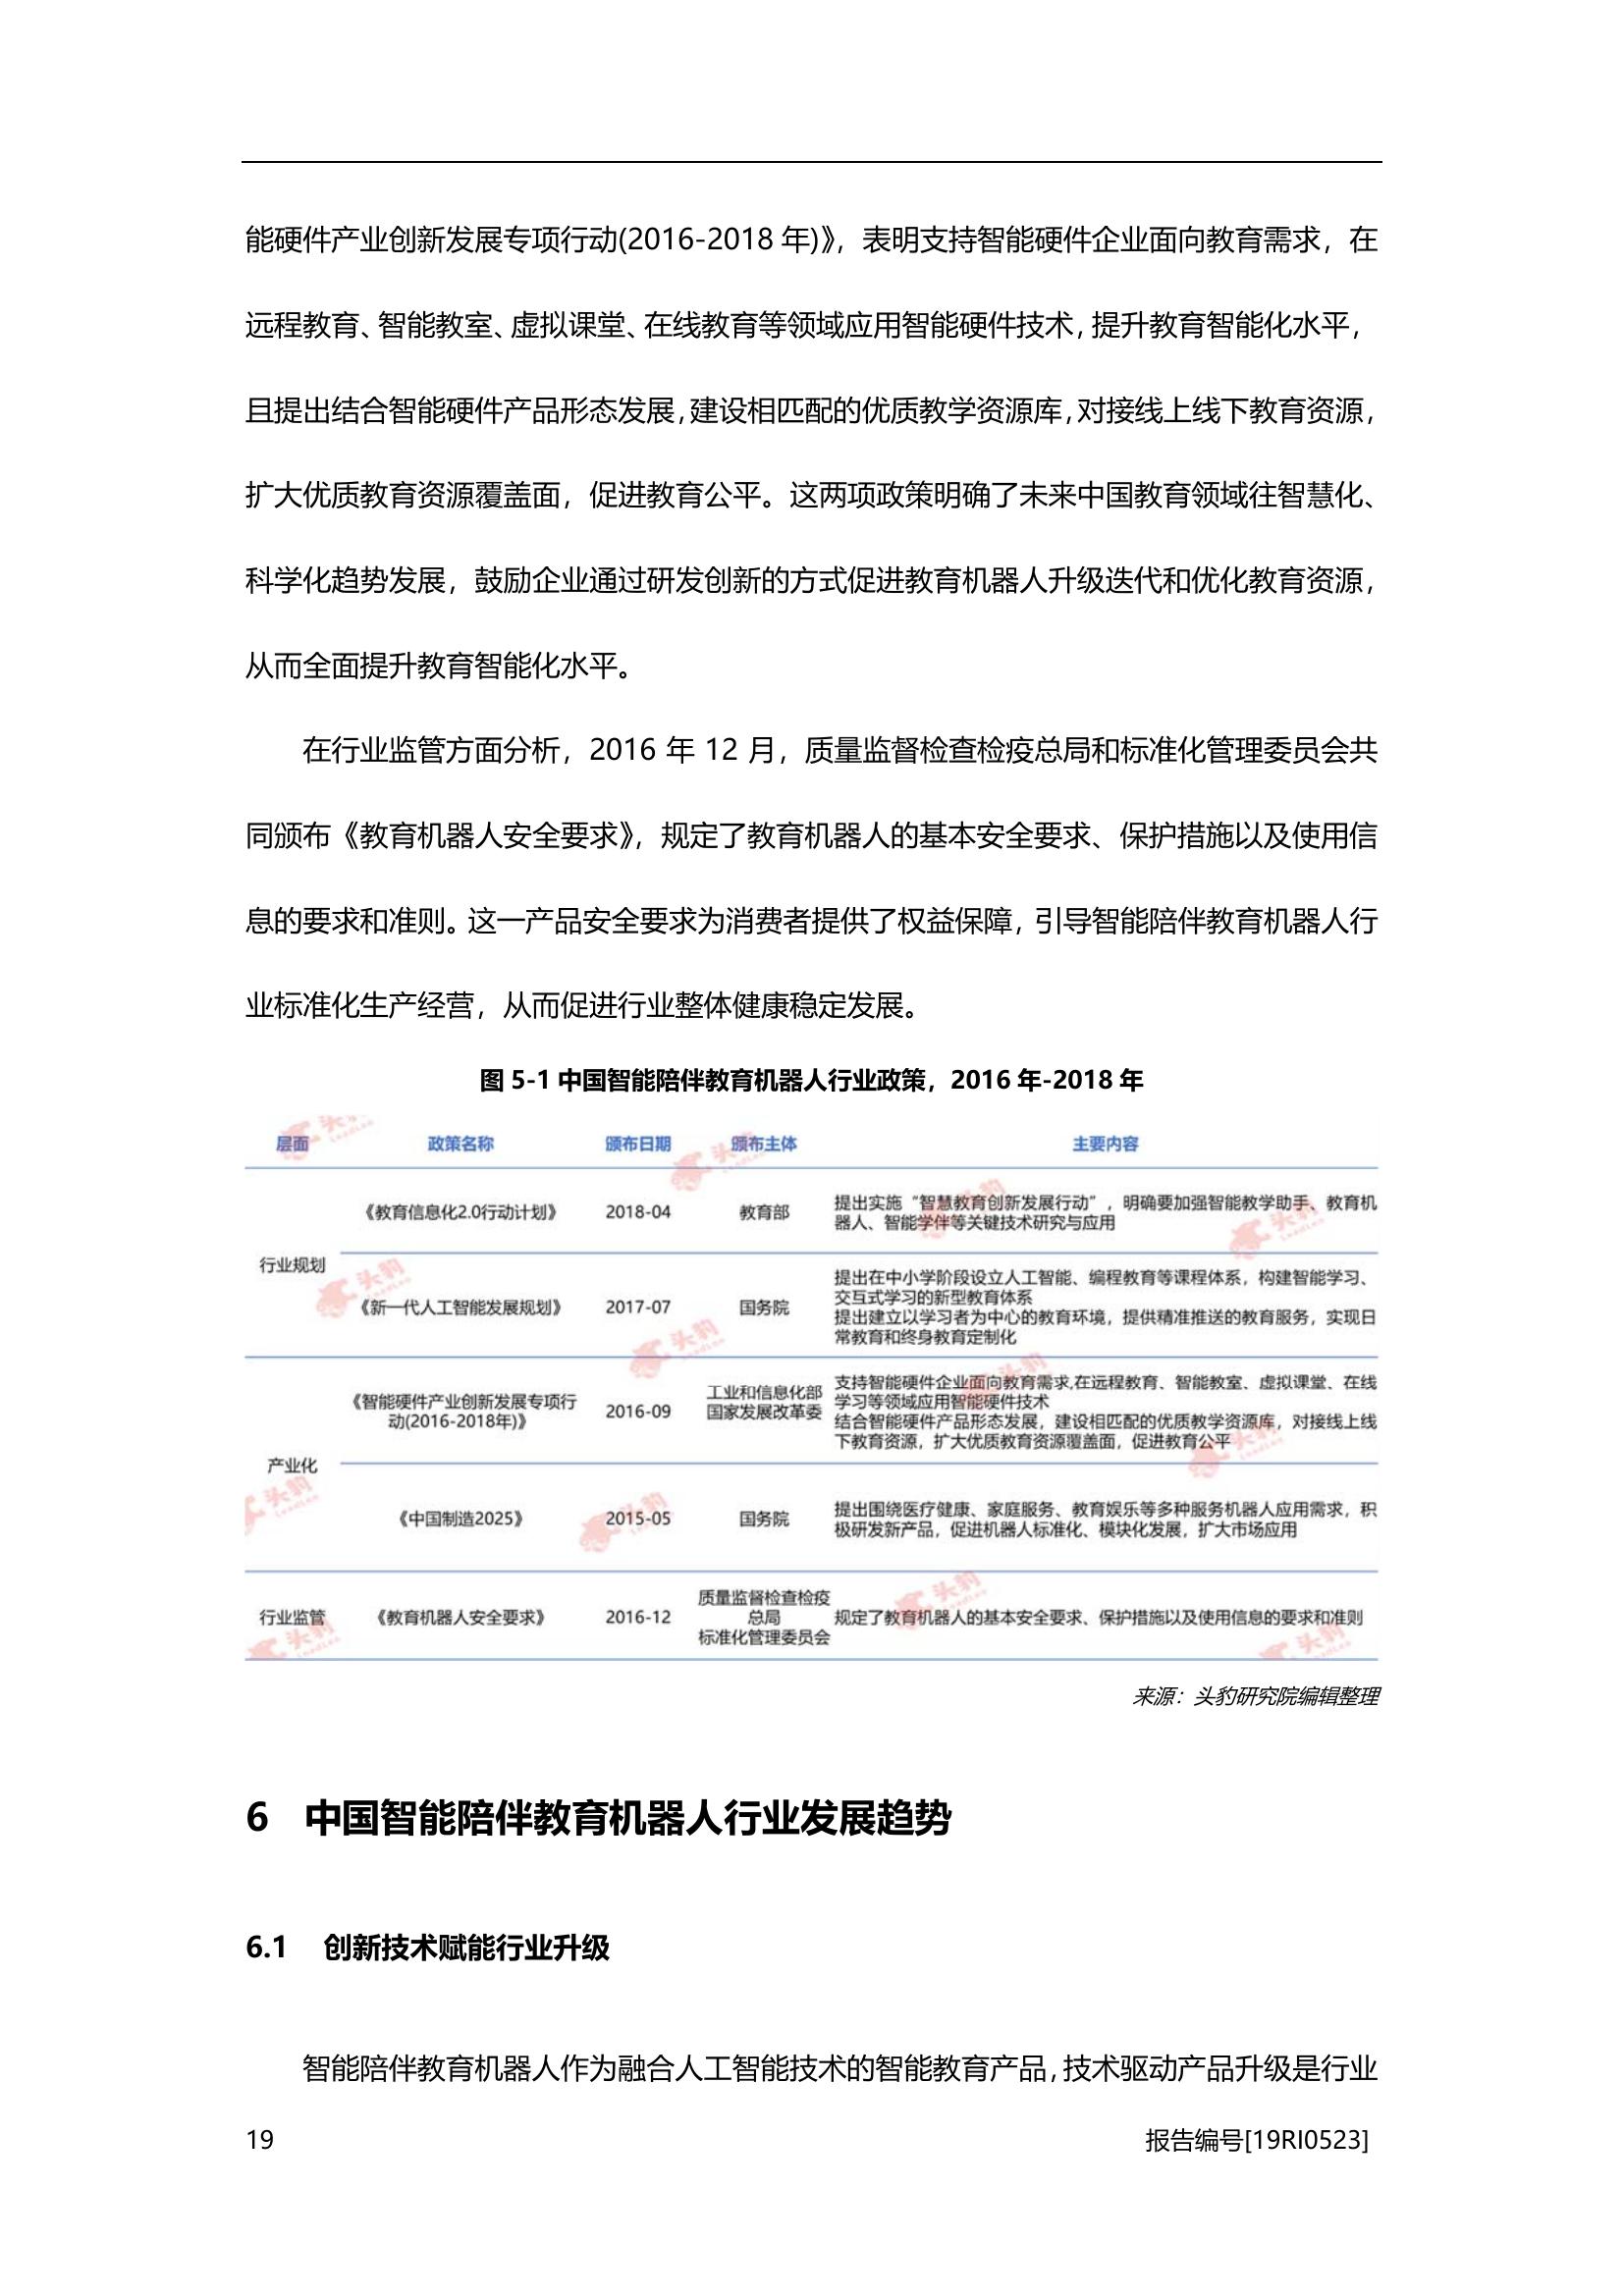 能硬件产业创新发展专项行动(2016-2018 年)》，表明支持智能硬件企业面向教育需求，在
远程教育、智能教室、虚拟课堂、在线教育等领域应用智能硬件技术，提升教育智能化水平，
且提出结合智能硬件产品形态发展，建设相匹配的优质教学资源库，对接线上线下教育资源，
扩大优质教育资源覆盖面，促进教育公平。这两项政策明确了未来中国教育领域往智慧化、
科学化趋势发展，鼓励企业通过研发创新的方式促进教育机器人升级迭代和优化教育资源，
从而全面提升教育智能化水平。
在行业监管方面分析，2016 年 12 月，质量监督检查检疫总局和标准化管理委员会共
同颁布《教育机器人安全要求》，规定了教育机器人的基本安全要求、保护措施以及使用信
息的要求和准则。这一产品安全要求为消费者提供了权益保障，引导智能陪伴教育机器人行
业标准化生产经营，从而促进行业整体健康稳定发展。
图 5-1 中国智能陪伴教育机器人行业政策，2016 年-2018 年
层面 政策名称 颁布日期 颁布主体 主要内容
行业规划
《教育信息化2.0行动计划》 2018-04 教育部
提出实施“智慧教育创新发展行动”，明确要加强智能教学助手、教育机
器人、智能学伴等关键技术研究与应用
《新一代人工智能发展规划》 2017-07 国务院
提出在中小学阶段设立人工智能、编程教育等课程体系，构建智能学习、
交互式学习的新型教育体系
提出建立以学习者为中心的教育环境，提供精准推送的教育服务，实现日
常教育和终身教育定制化
产业化
《智能硬件产业创新发展专项行
动(2016-2018年)》
2016-09
工业和信息化部
国家发展改革委
支持智能硬件企业面向教育需求,在远程教育、智能教室、虚拟课堂、在线
学习等领域应用智能硬件技术
结合智能硬件产品形态发展，建设相匹配的优质教学资源库，对接线上线
下教育资源，扩大优质教育资源覆盖面，促进教育公平
《中国制造2025》 2015-05 国务院
提出围绕医疗健康、家庭服务、教育娱乐等多种服务机器人应用需求，积
极研发新产品，促进机器人标准化、模块化发展，扩大市场应用
行业监管 《教育机器人安全要求》 2016-12
质量监督检查检疫
总局
标准化管理委员会
规定了教育机器人的基本安全要求、保护措施以及使用信息的要求和准则
来源：头豹研究院编辑整理
6 中国智能陪伴教育机器人行业发展趋势
6.1 创新技术赋能行业升级
智能陪伴教育机器人作为融合人工智能技术的智能教育产品，技术驱动产品升级是行业
19 报告编号[19RI0523]